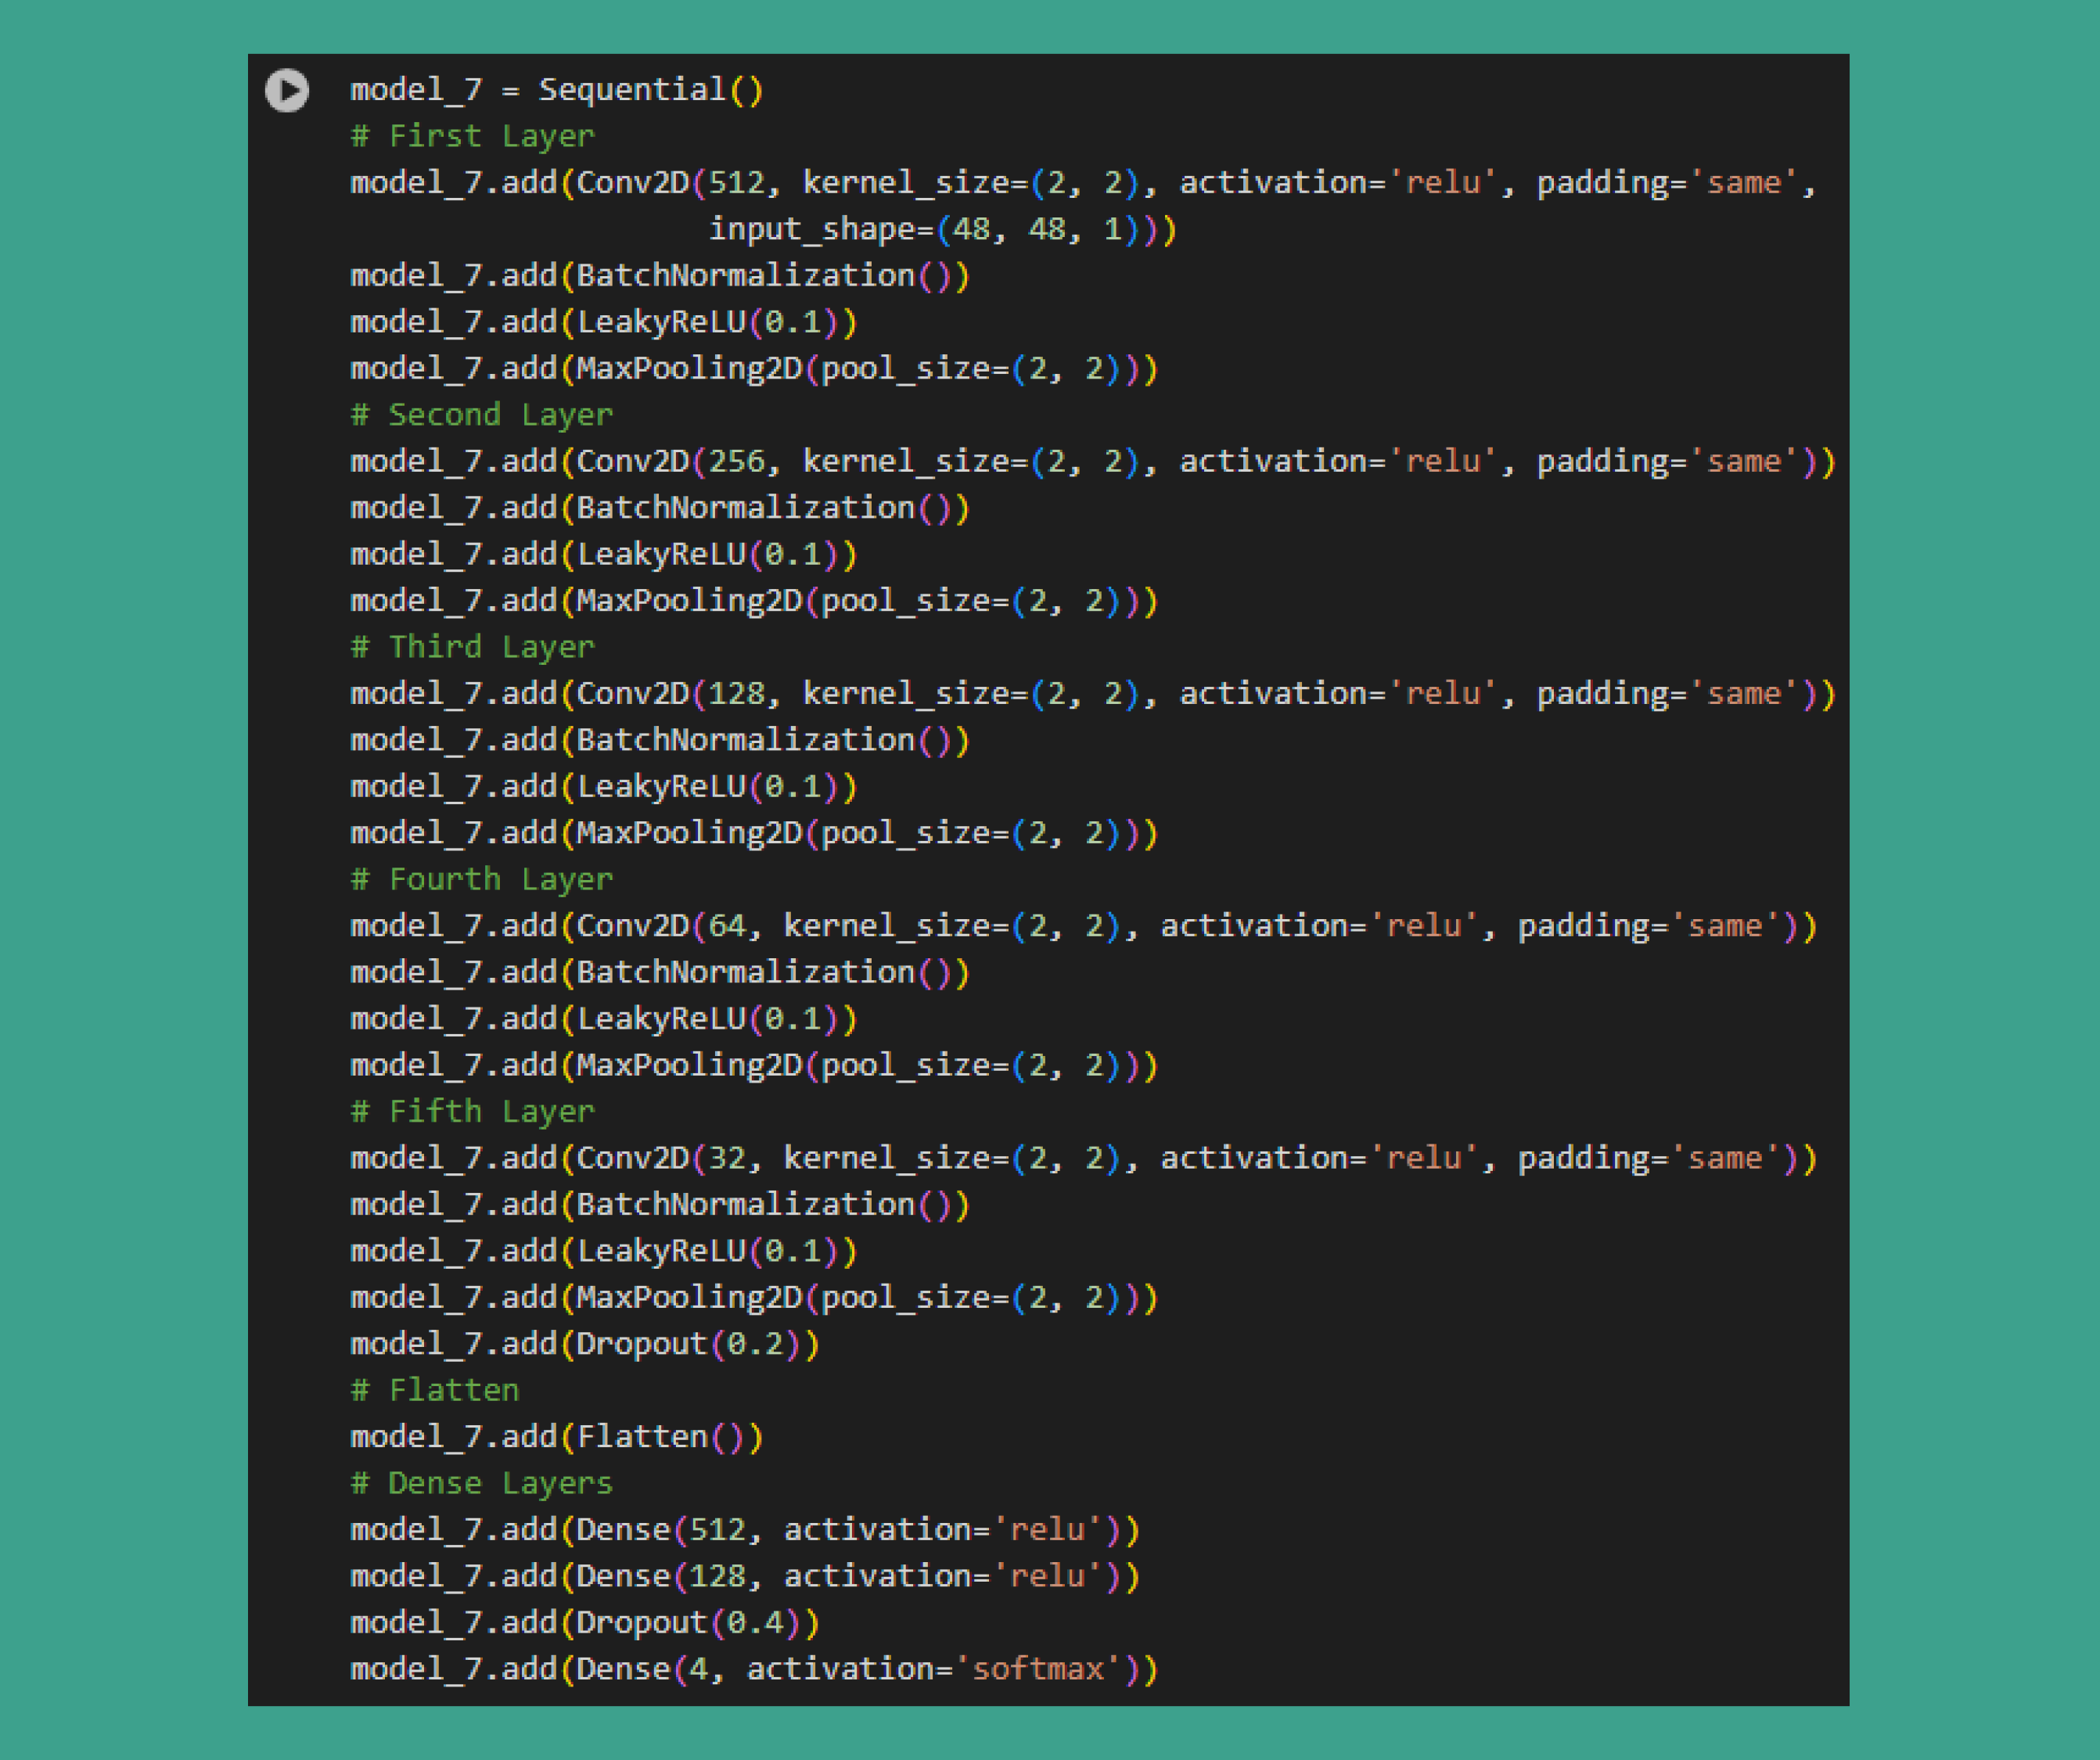 model_7 = Sequential()
# First Layer
model_7.add(Conv2D(512, kernel_size=(2, 2), activation='relu', padding='same',
                   input_shape=(48, 48, 1)))
model_7.add(BatchNormalization())
model_7.add(LeakyReLU(0.1))
model_7.add(MaxPooling2D(pool_size=(2, 2)))
# Second Layer
model_7.add(Conv2D(256, kernel_size=(2, 2), activation='relu', padding='same'))
model_7.add(BatchNormalization())
model_7.add(LeakyReLU(0.1))
model_7.add(MaxPooling2D(pool_size=(2, 2)))
# Third Layer
model_7.add(Conv2D(128, kernel_size=(2, 2), activation='relu', padding='same'))
model_7.add(BatchNormalization())
model_7.add(LeakyReLU(0.1))
model_7.add(MaxPooling2D(pool_size=(2, 2)))
# Fourth Layer
model_7.add(Conv2D(64, kernel_size=(2, 2), activation='relu', padding='same'))
model_7.add(BatchNormalization())
model_7.add(LeakyReLU(0.1))
model_7.add(MaxPooling2D(pool_size=(2, 2)))
# Fifth Layer
model_7.add(Conv2D(32, kernel_size=(2, 2), activation='relu', padding='same'))
model_7.add(BatchNormalization())
model_7.add(LeakyReLU(0.1))
model_7.add(MaxPooling2D(pool_size=(2, 2)))
model_7.add(Dropout(0.2))
# Flatten
model_7.add(Flatten())
# Dense Layers
model_7.add(Dense(512, activation='relu'))
model_7.add(Dense(128, activation='relu'))
model_7.add(Dropout(0.4))
model_7.add(Dense(4, activation='softmax'))